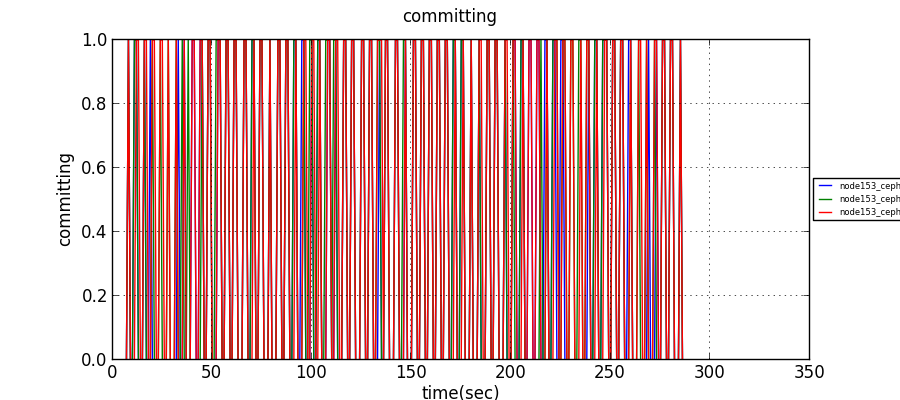 committing
1.0
0.8
0.6
0.4
0.2
0.0
committing
0 50 100 150 200 250 300 350
time(sec)
node153_ceph
node153_ceph
node153_ceph